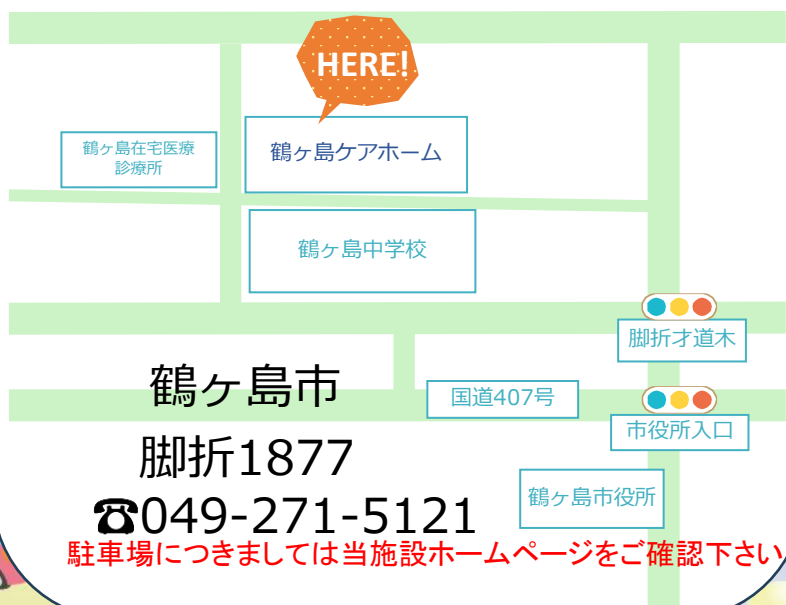 HERE!
鶴ヶ島在宅医療
診療所
鶴ヶ島ケアホーム
鶴ヶ島中学校
脚折才道木
国道407号
市役所入口
鶴ヶ島市役所
鶴ヶ島市
脚折1877
☎049-271-5121
駐車場につきましては当施設ホームページをご確認下さい